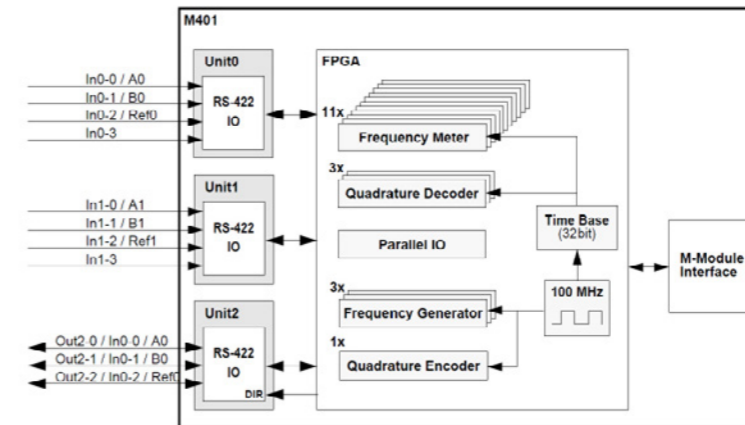 M401
Unit0
FPGA
In0-0 / A0
In0-1 / B0
In0-2 / Ref0
In0-3
RS-422
IO
11x
Frequency Meter
3x
Quadrature Decoder
Unit1
In1-0 / A1
In1-1 / B1
In1-2 / Ref1
In1-3
RS-422
IO
Parallel IO
Time Base
(32bit)
M-Module
Interface
100 MHz
3x
Frequency Generator
Unit2
Out2-0 / In0-0 / A0
Out2-1 / In0-1 / B0
Out2-2 / In0-2 / Ref0
RS-422
IO
DIR
1x
Quadrature Encoder